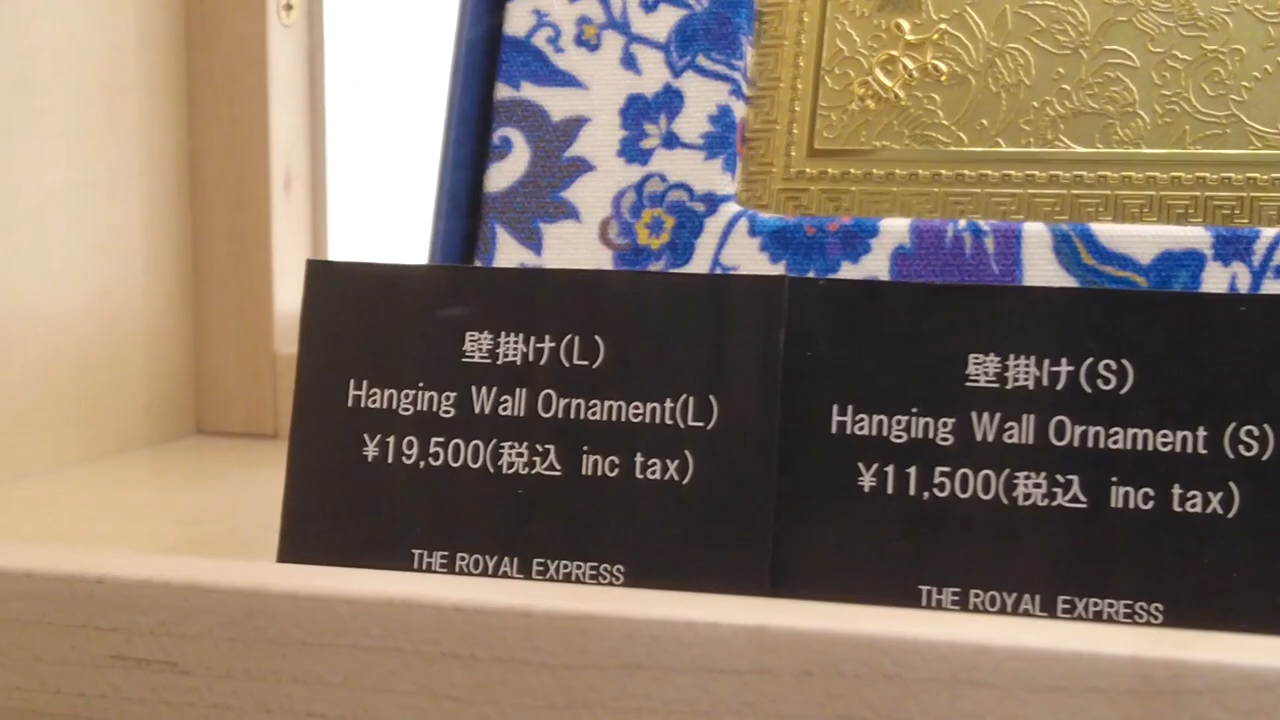 壁掛け(L)
Hanging Wall Ornament(L)
¥19,500(税込 inc tax)
THE ROYAL EXPRESS
壁掛け(S)
Hanging Wall Ornament (S)
¥11,500(税込 inc tax)
THE ROYAL EXPRESS